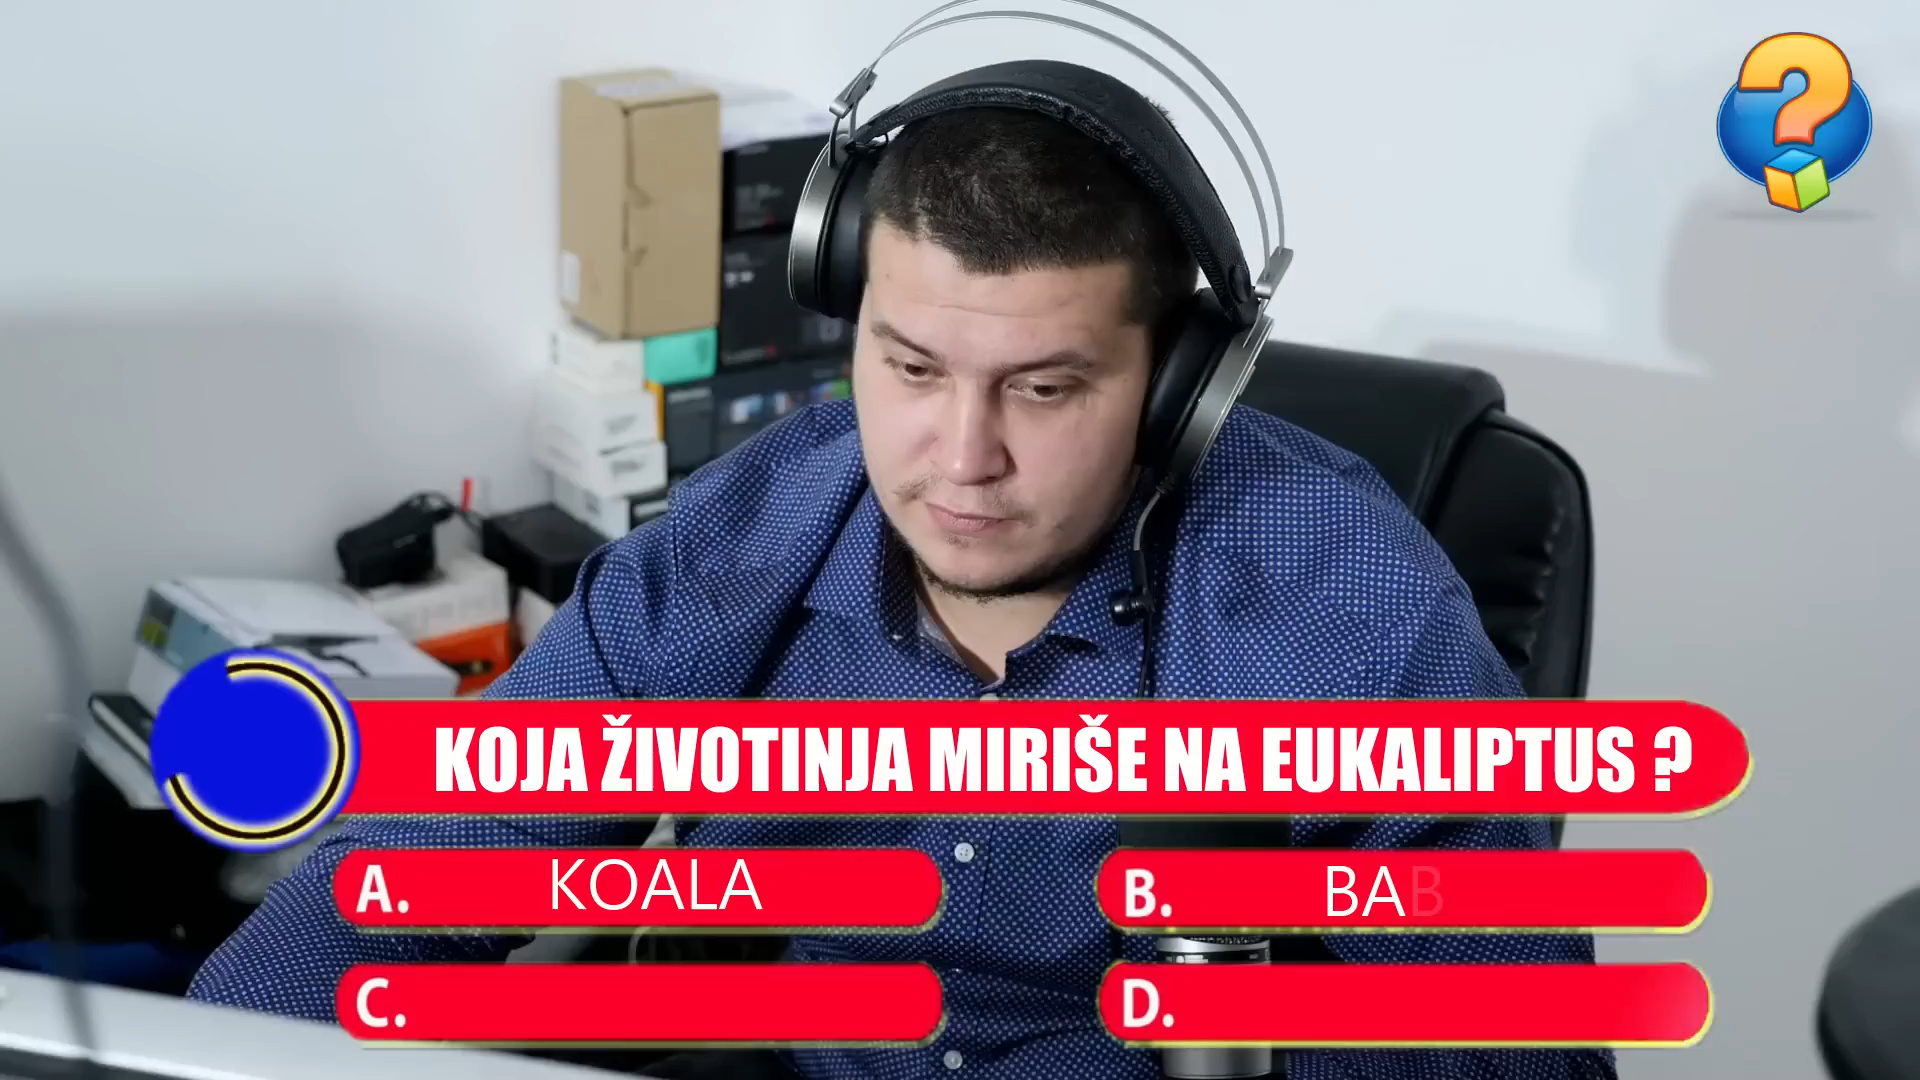 KOJA ŽIVOTINJA MIRIŠE NA EUKALIPTUS ?
A. KOALA
B. BAB
C.
D.